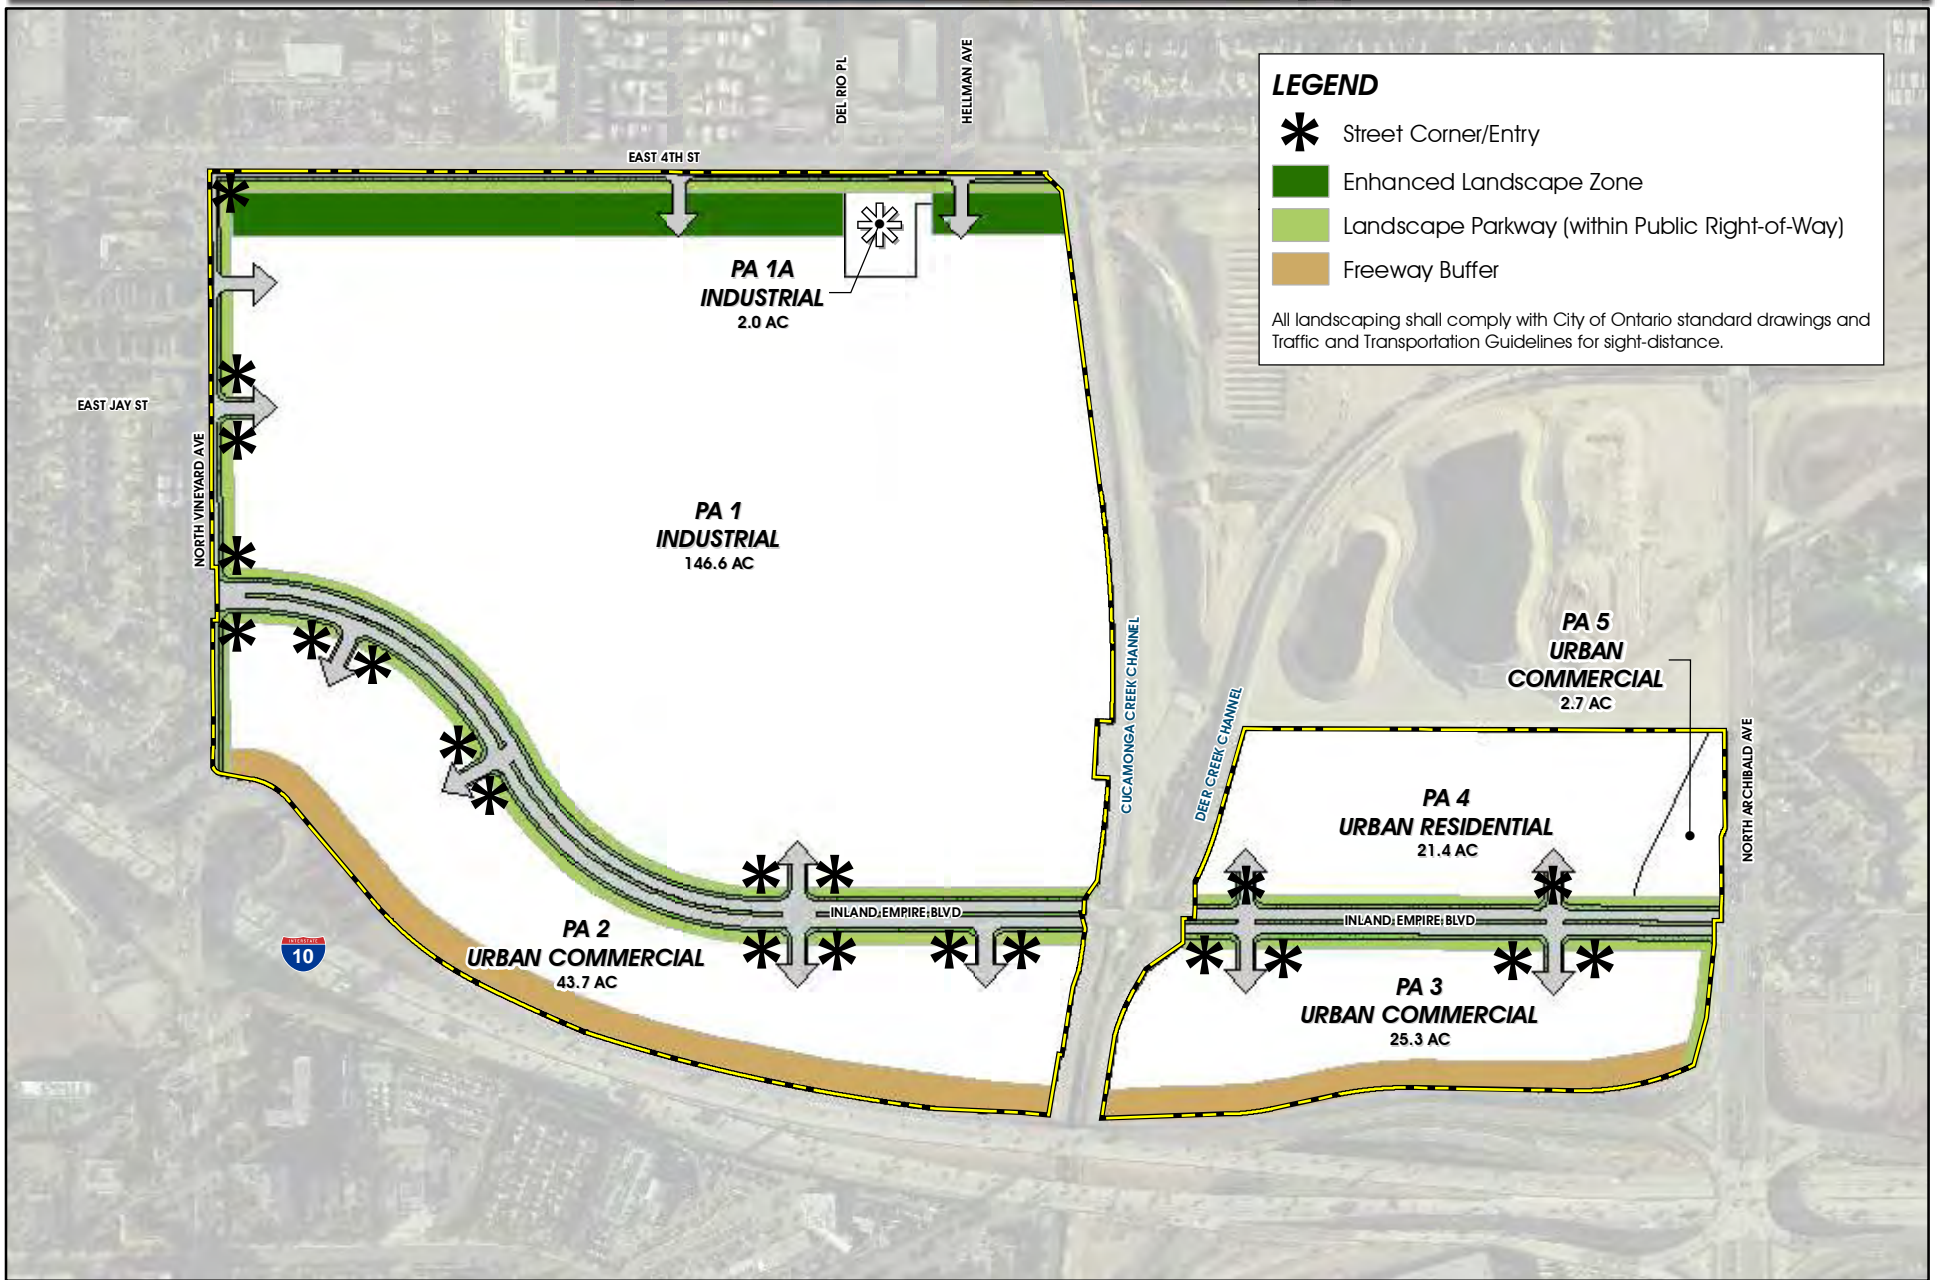 DEL RIO PL
HELLMAN AVE
EAST 4TH ST
LEGEND
Street Corner/Entry
Enhanced Landscape Zone
Landscape Parkway (within Public Right-of-Way)
Freeway Buffer
All landscaping shall comply with City of Ontario standard drawings and
Traffic and Transportation Guidelines for sight-distance.
PA 1A
INDUSTRIAL
2.0 AC
EAST JAY ST
NORTH VINEYARD AVE
PA 1
INDUSTRIAL
146.6 AC
CUCAMONGA CREEK CHANNEL
DEER CREEK CHANNEL
PA 5
URBAN
COMMERCIAL
2.7 AC
NORTH ARCHIBALD AVE
PA 4
URBAN RESIDENTIAL
21.4 AC
INLAND EMPIRE BLVD
INLAND EMPIRE BLVD
PA 2
URBAN COMMERCIAL
43.7 AC
INTERSTATE
10
PA 3
URBAN COMMERCIAL
25.3 AC